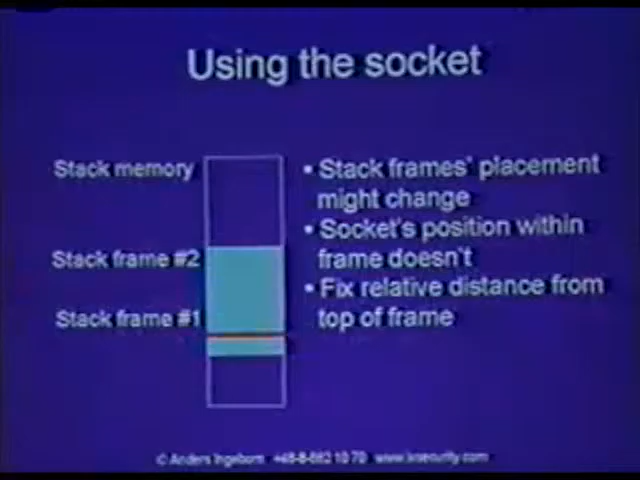 Using the socket
Stack memory
Stack frame #2
Stack frame #1
• Stack frames' placement
might change
• Socket's position within
frame doesn't
• Fix relative distance from
top of frame
© Anders Ingeborn